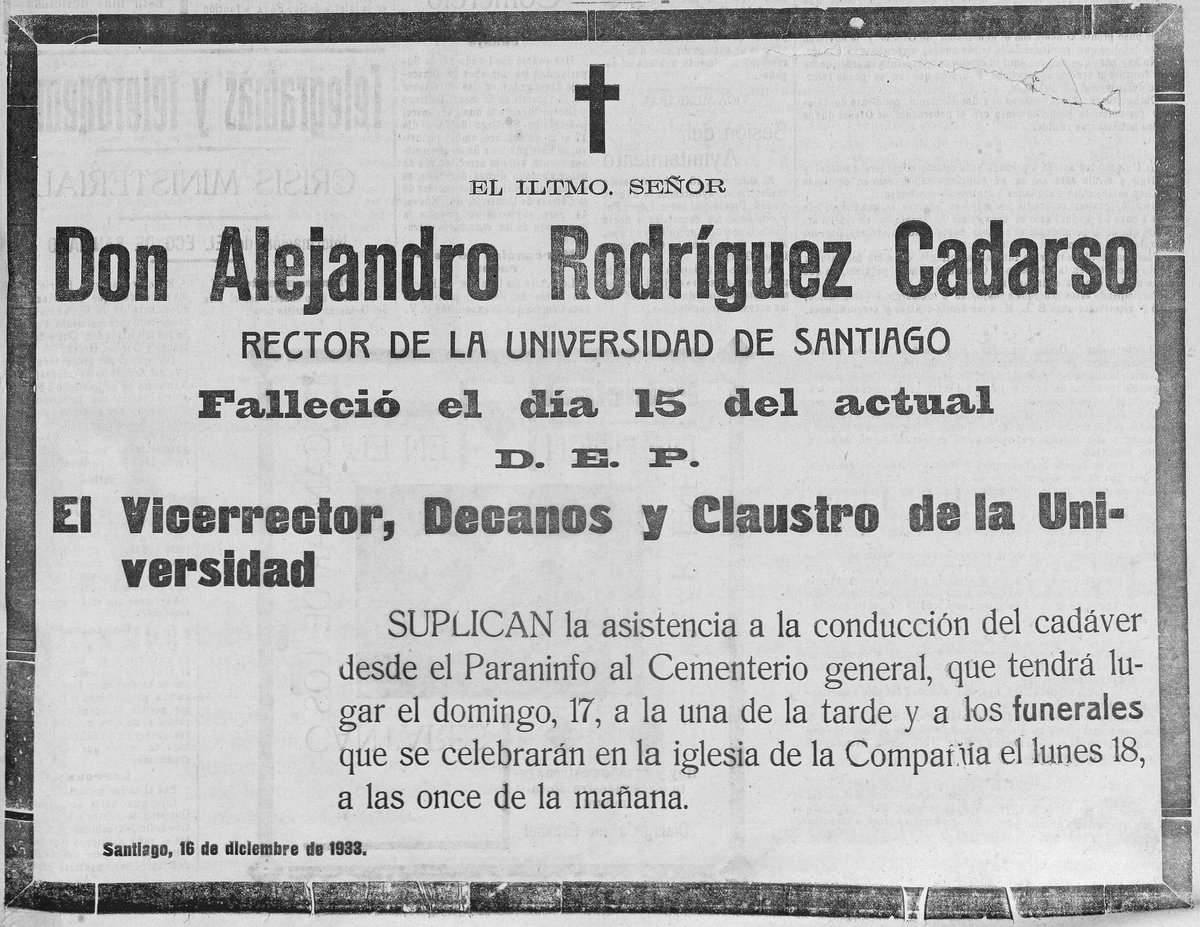 EL ILTMO. SEÑOR
Don Alejandro Rodríguez Cadarso
RECTOR DE LA UNIVERSIDAD DE SANTIAGO
Falleció el día 15 del actual
D. E. P.
El Vicerrector, Decanos y Claustro de la Uni-
versidad
SUPLICAN la asistencia a la conducción del cadáver
desde el Paraninfo al Cementerio general, que tendrá lu-
gar el domingo, 17, a la una de la tarde y a los funerales
que se celebrarán en la iglesia de la Compañía el lunes 18,
a las once de la mañana.
Santiago, 16 de diciembre de 1933.